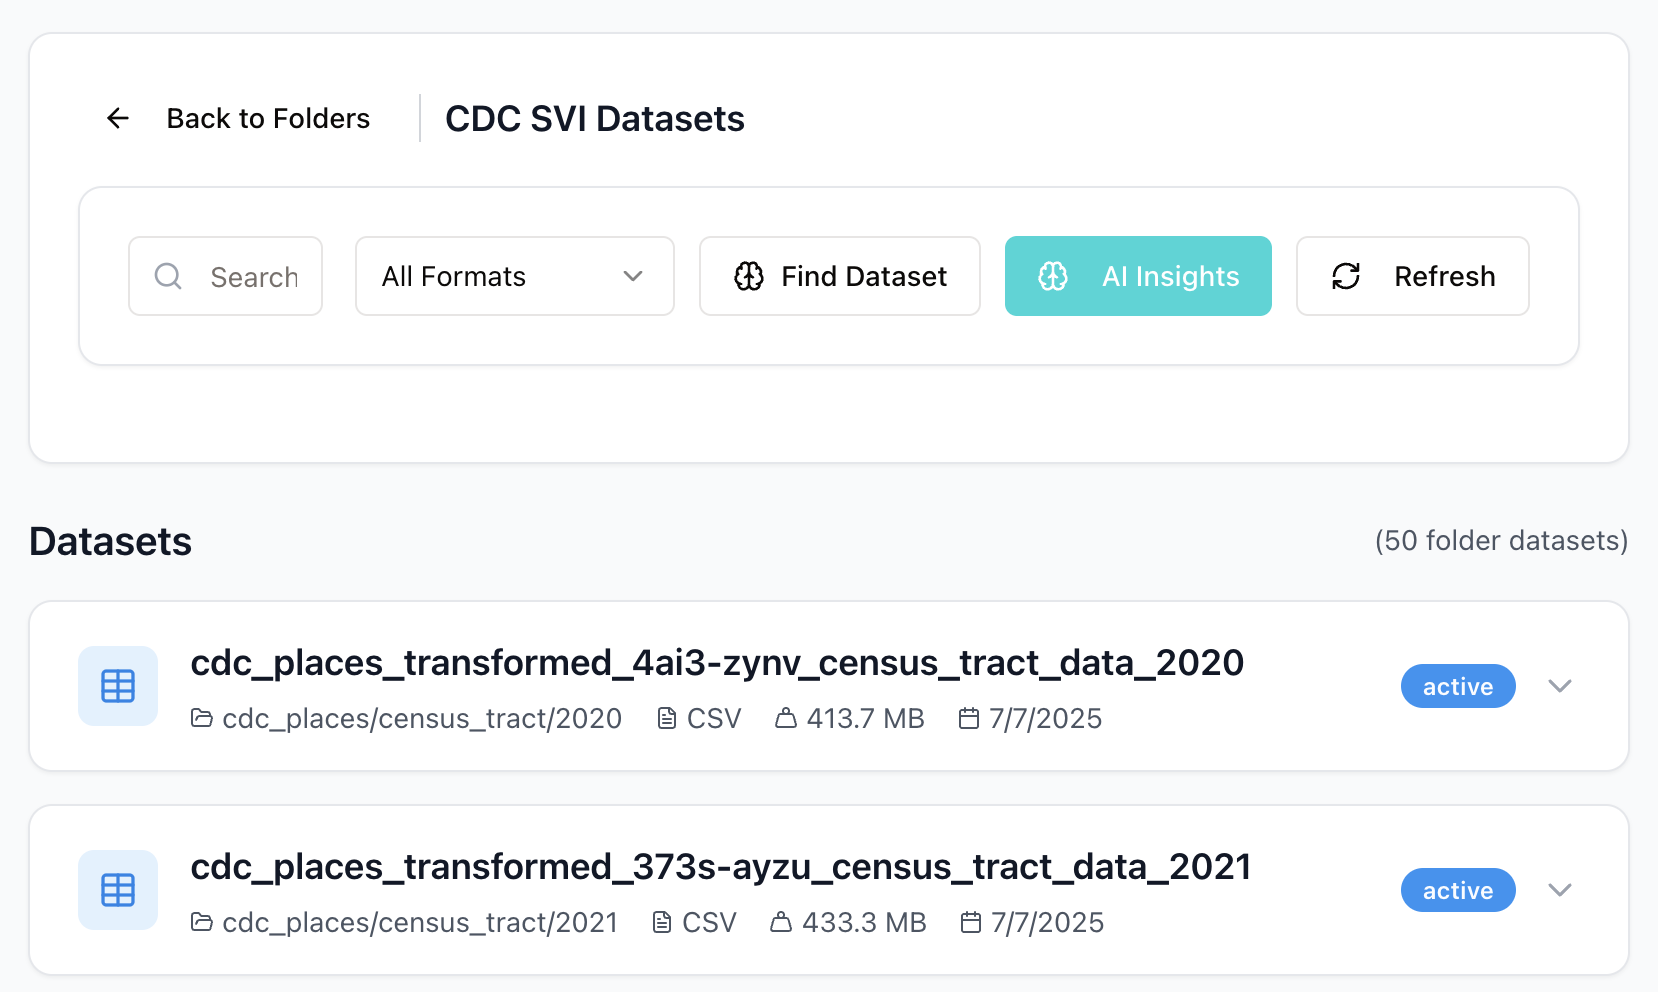 Back to Folders
CDC SVI Datasets
Search
All Formats
Find Dataset
AI Insights
Refresh
Datasets
(50 folder datasets)
cdc_places_transformed_4ai3-zynv_census_tract_data_2020
cdc_places/census_tract/2020 CSV 413.7 MB 7/7/2025
active
cdc_places_transformed_373s-ayzu_census_tract_data_2021
cdc_places/census_tract/2021 CSV 433.3 MB 7/7/2025
active